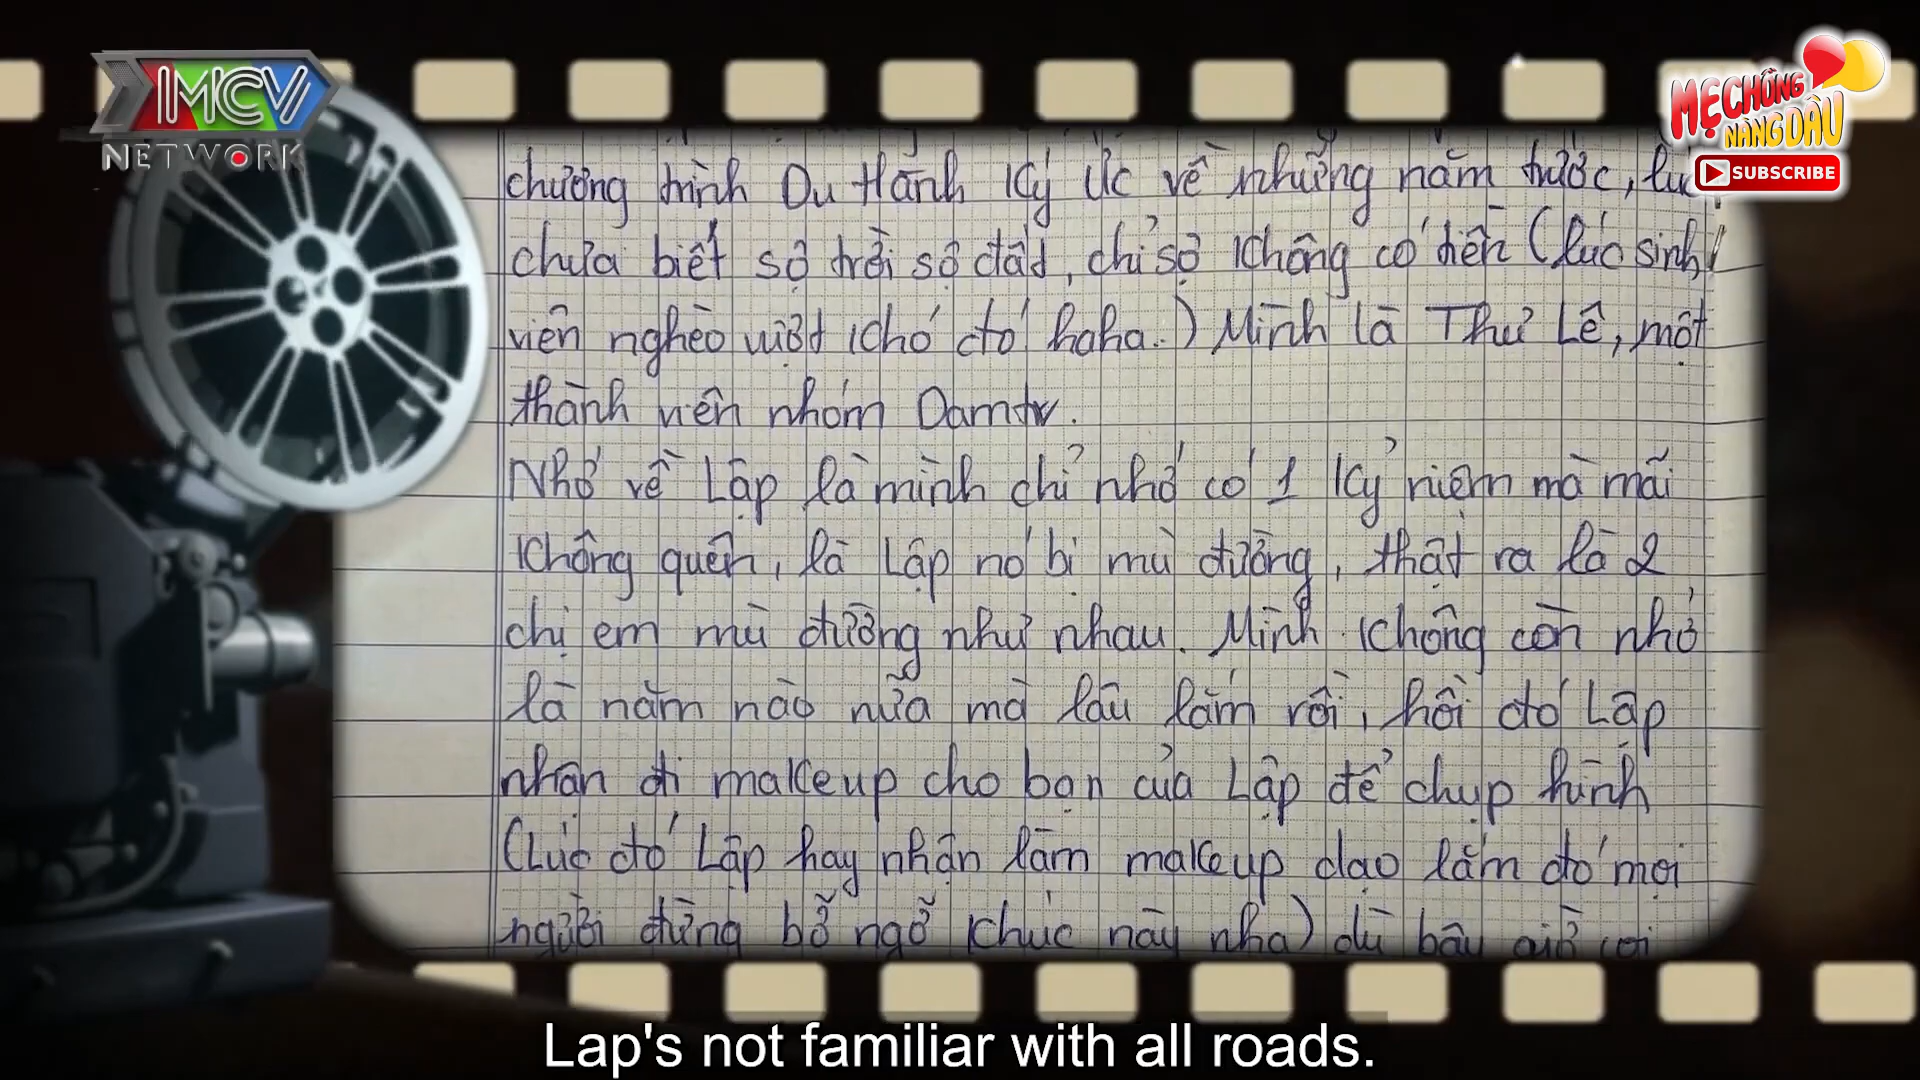 MCV
NETWORK
MẸ CHỒNG
NÀNG DÂU
SUBSCRIBE
chương trình Du Hành Ký Ức về những năm trước, lúc
chưa biết sợ trời sợ đất, chỉ sợ không có tiền (lúc sinh
viên nghèo vượt khó đó haha.) Mình là Thư Lê, một
thành viên nhóm Damtv.
Nhớ về Lập là mình chỉ nhớ có 1 kỷ niệm mà mãi
không quên, là Lập nó bị mù đường, thật ra là 2
chị em mù đường như nhau. Mình không còn nhớ
là năm nào nữa mà lâu lắm rồi, hồi đó Lập
nhận đi makeup cho bạn của Lập để chụp hình
(Lúc đó Lập hay nhận làm makeup dạo lắm đó mọi
người đừng bỡ ngỡ khúc này nha) dù bây giờ coi
Lap's not familiar with all roads.